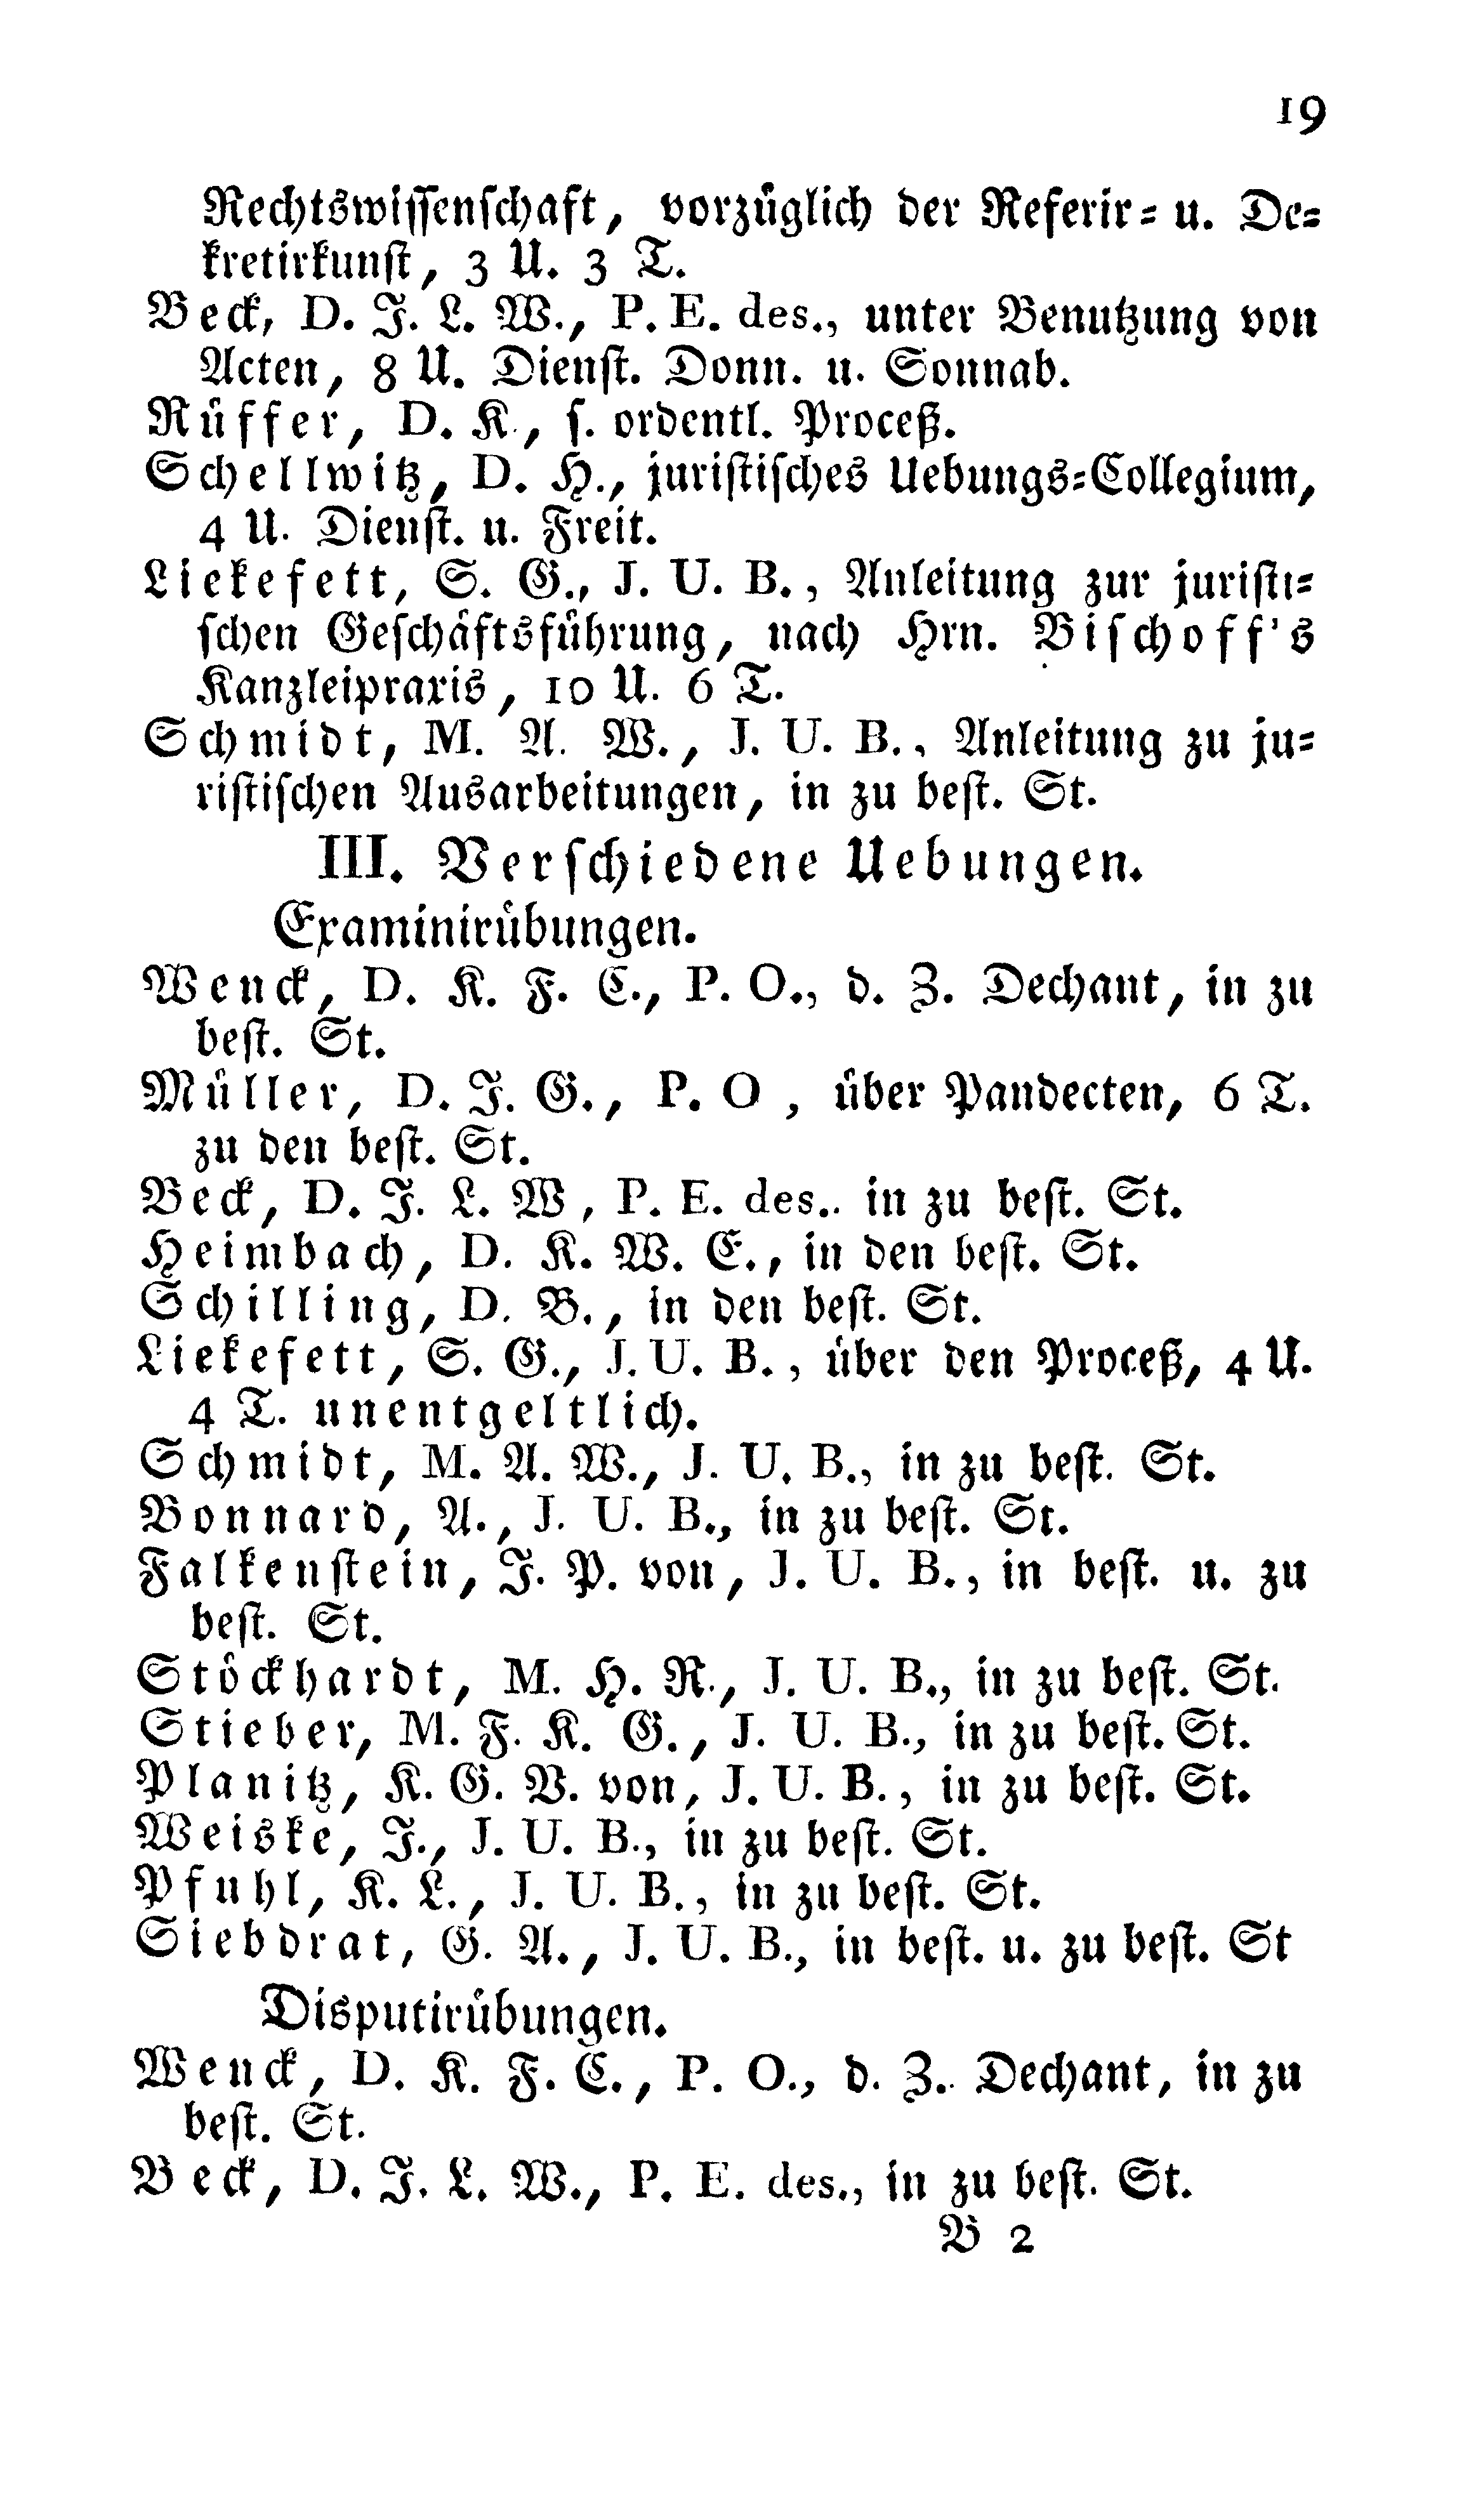 19
Rechtswiſſenſchaft, vorzüglich der Referir- u. De-
kretirkunſt, 3 U. 3 T.
Beck, D. J. L. W., P. E. des., unter Benutzung von
Acten, 8 U. Dienſt. Donn. u. Sonnab.
Rüffer, D. K., ſ. ordentl. Proceß.
Schellwitz, D. H., juriſtiſches Uebungs-Collegium,
4 U. Dienſt. u. Freit.
Liekefett, S. G., J. U. B., Anleitung zur juriſti-
ſchen Geſchäftsführung, nach Hrn. Biſchoff's
Kanzleipraxis, 10 U. 6 T.
Schmidt, M. A. W., J. U. B., Anleitung zu ju-
riſtiſchen Ausarbeitungen, in zu beſt. St.
III. Verſchiedene Uebungen.
Examinirübungen.
Wenck, D. K. F. C., P. O., d. Z. Dechant, in zu
beſt. St.
Müller, D. J. G., P. O , über Pandecten, 6 T.
zu den beſt. St.
Beck, D. J. L. W, P. E. des.. in zu beſt. St.
Heimbach, D. K. W. E., in den beſt. St.
Schilling, D. B., in den beſt. St.
Liekefett, S. G., J. U. B., über den Proceß, 4 U.
4 T. unentgeltlich.
Schmidt, M. A. W., J. U. B., in zu beſt. St.
Bonnard, A., J. U. B., in zu beſt. St.
Falkenſtein, J. P. von, J. U. B., in beſt. u. zu
beſt. St.
Stöckhardt, M. H. R., J. U. B., in zu beſt. St.
Stieber, M. F. K. G., J. U. B., in zu beſt. St.
Planitz, K. G. V. von, J. U. B., in zu beſt. St.
Weiske, J., J. U. B., in zu beſt. St.
Pfuhl, K. L., J. U. B., in zu beſt. St.
Siebdrat, G. A., J. U. B., in beſt. u. zu beſt. St
Disputirübungen.
Wenck, D. K. F. C., P. O., d. Z. Dechant, in zu
beſt. St.
Beck, D. J. L. W., P. E. des., in zu beſt. St.
B 2